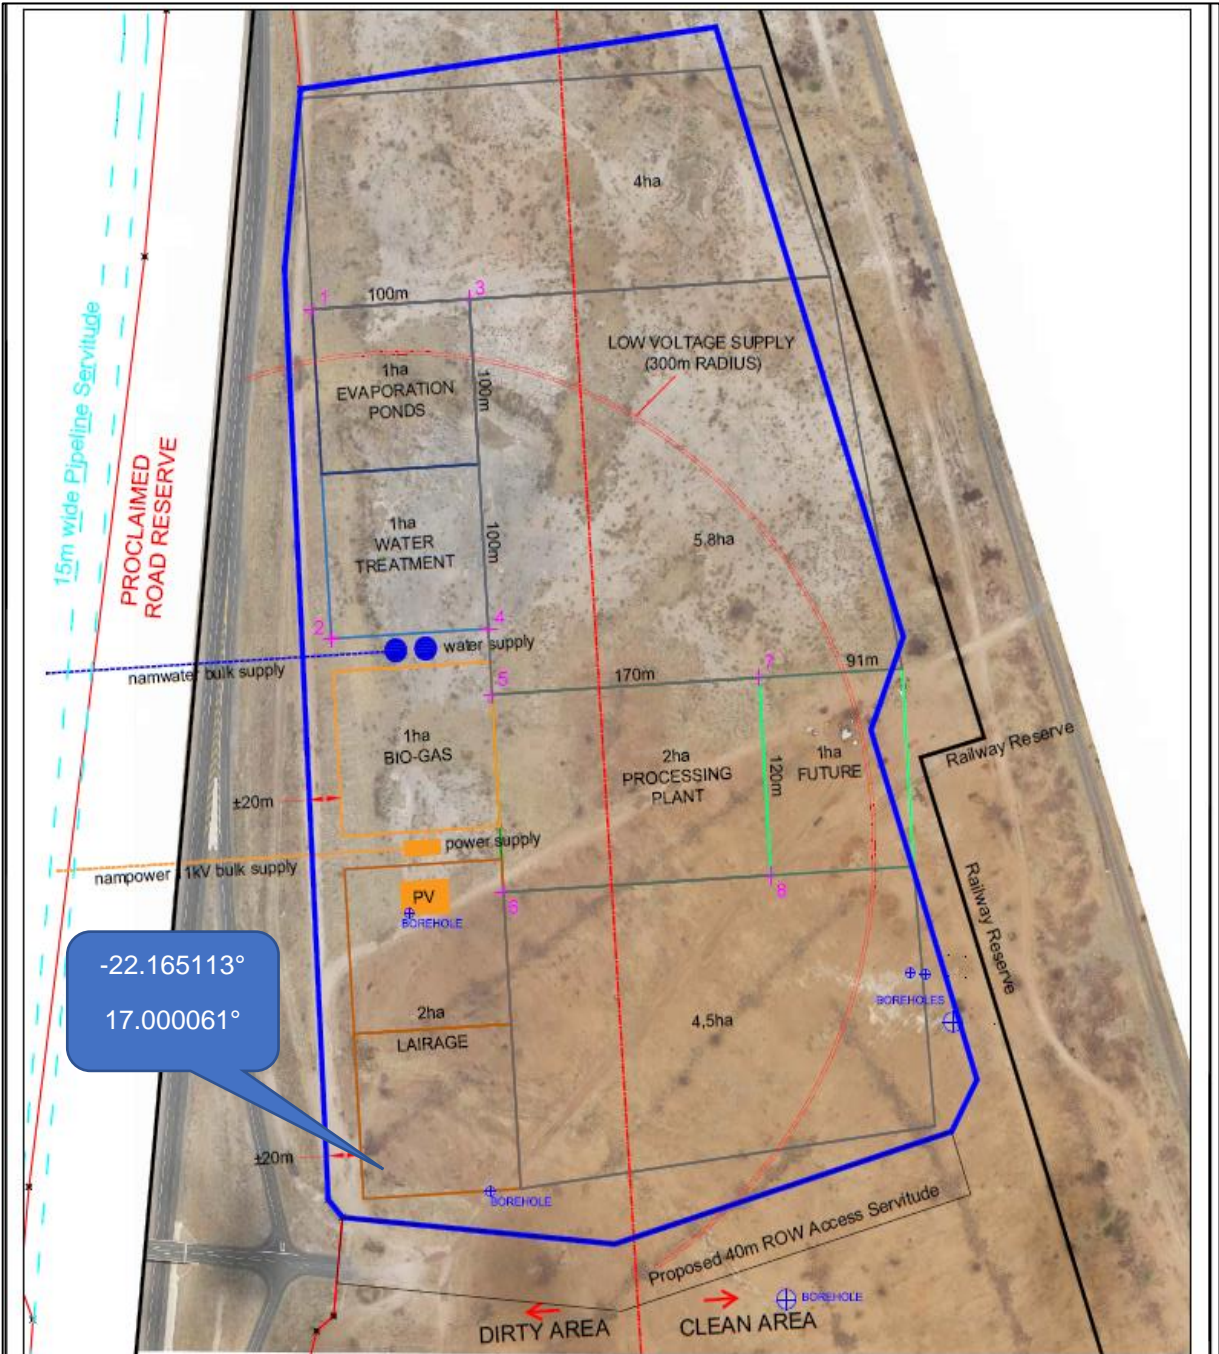 4ha
1
100m
3
LOW VOLTAGE SUPPLY
(300m RADIUS)
1ha
EVAPORATION
PONDS
100m
15m wide Pipeline Servitude
PROCLAIMED
ROAD RESERVE
1ha
WATER
TREATMENT
100m
5.8ha
2
4
water supply
namwater bulk supply
5
170m
7
91m
1ha
BIO-GAS
2ha
PROCESSING
PLANT
120m
1ha
FUTURE
Railway Reserve
±20m
power supply
nampower 11kV bulk supply
PV
BOREHOLE
6
8
Railway Reserve
-22.165113°
17.000061°
BOREHOLES
2ha
LAIRAGE
4,5ha
±20m
BOREHOLE
Proposed 40m ROW Access Servitude
BOREHOLE
DIRTY AREA
CLEAN AREA